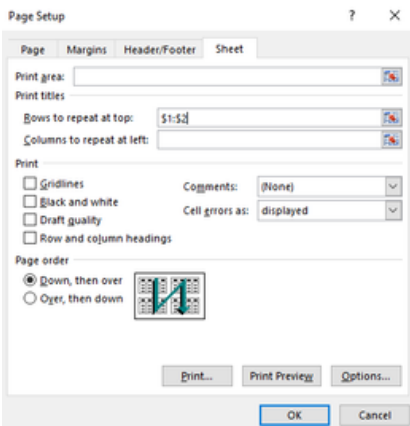 Page Setup ? ×
Page Margins Header/Footer Sheet
Print area:
Print titles
Rows to repeat at top: $1:$2
Columns to repeat at left:
Print
Gridlines Comments: (None)
Black and white Cell errors as: displayed
Draft quality
Row and column headings
Page order
Down, then over
Over, then down
Print... Print Preview Options...
OK Cancel